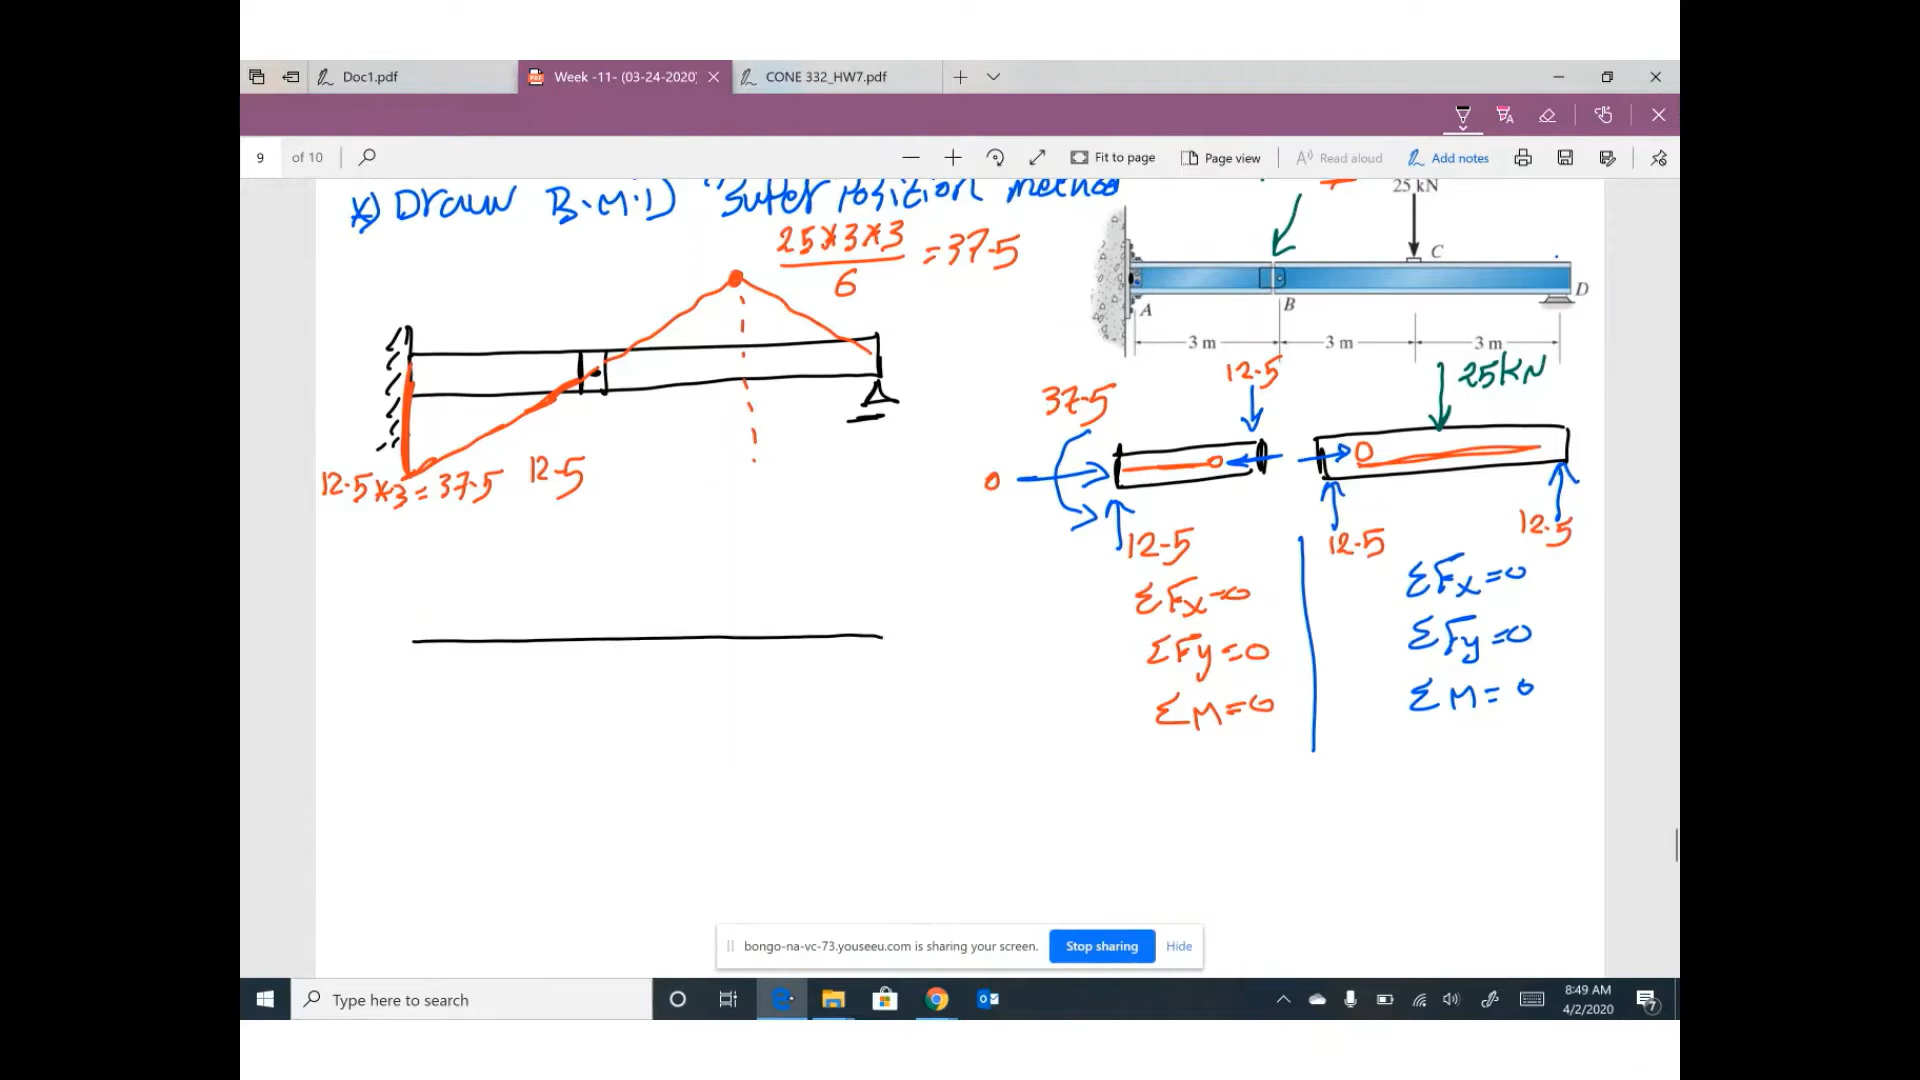 Doc1.pdf
Week -11- (03-24-2020)
CONE 332_HW7.pdf
9 of 10
Fit to page
Page view
Read aloud
Add notes
*) Draw B.M.D "Super Position method
25*3*3
6
=37.5
25 kN
C
A
B
D
3 m
3 m
3 m
12.5*3=37.5
12.5
37.5
12.5
25KN
0
0
0
12.5
12.5
12.5
ΣFx=0
ΣFy=0
ΣM=0
ΣFx=0
ΣFy=0
ΣM=0
bongo-na-vc-73.youseeu.com is sharing your screen.
Stop sharing
Hide
Type here to search
8:49 AM
4/2/2020
7